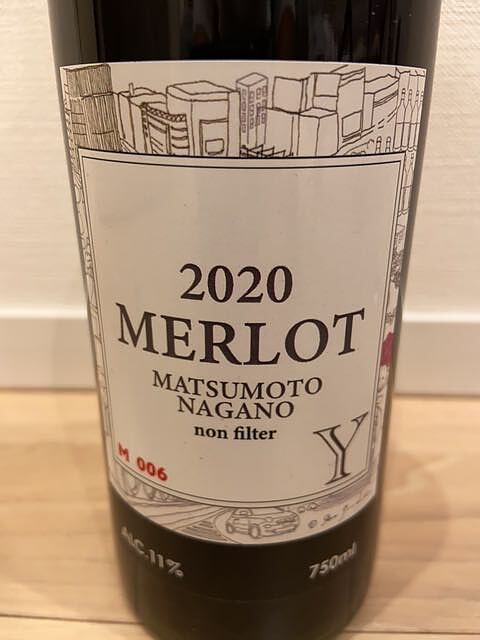 2020
MERLOT
MATSUMOTO
NAGANO
non filter
Y
M 006
ALC.11%
750ml